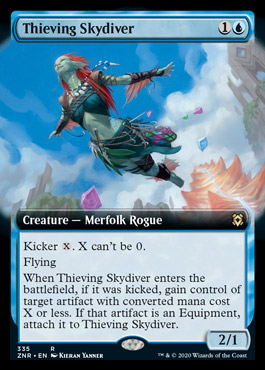 Thieving Skydiver 1
Creature — Merfolk Rogue
Kicker X. X can't be 0.
Flying
When Thieving Skydiver enters the
battlefield, if it was kicked, gain control of
target artifact with converted mana cost
X or less. If that artifact is an Equipment,
attach it to Thieving Skydiver.
2/1
335 R
ZNR • EN KIERAN YANNER
™ & © 2020 Wizards of the Coast